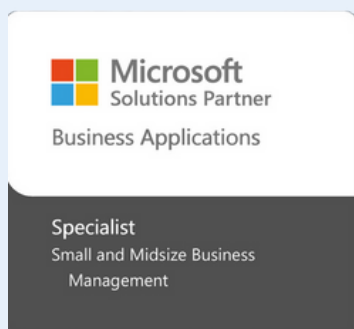 Microsoft
Solutions Partner
Business Applications
Specialist
Small and Midsize Business
Management